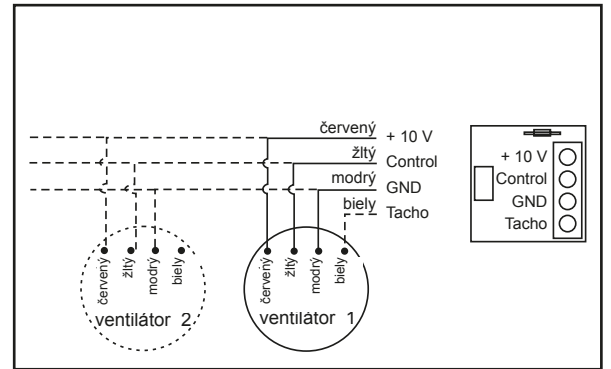 červený + 10 V
žltý Control
modrý GND
biely Tacho
+ 10 V
Control
GND
Tacho
červený
žltý
modrý
biely
ventilátor 2
červený
žltý
modrý
biely
ventilátor 1